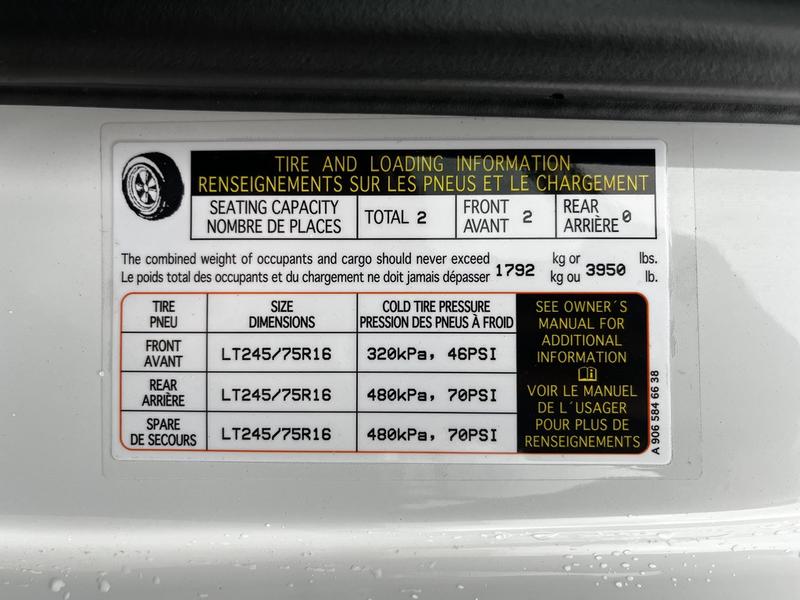 TIRE AND LOADING INFORMATION
RENSEIGNEMENTS SUR LES PNEUS ET LE CHARGEMENT
SEATING CAPACITY
NOMBRE DE PLACES
TOTAL 2
FRONT
AVANT 2
REAR
ARRIÈRE 0
The combined weight of occupants and cargo should never exceed
Le poids total des occupants et du chargement ne doit jamais dépasser
1792
kg or
kg ou
3950
lbs.
lb.
TIRE
PNEU
SIZE
DIMENSIONS
COLD TIRE PRESSURE
PRESSION DES PNEUS À FROID
FRONT
AVANT
LT245/75R16
320kPa, 46PSI
REAR
ARRIÈRE
LT245/75R16
480kPa, 70PSI
SPARE
DE SECOURS
LT245/75R16
480kPa, 70PSI
SEE OWNER´S
MANUAL FOR
ADDITIONAL
INFORMATION
VOIR LE MANUEL
DE L´USAGER
POUR PLUS DE
RENSEIGNEMENTS
A 906 584 66 38